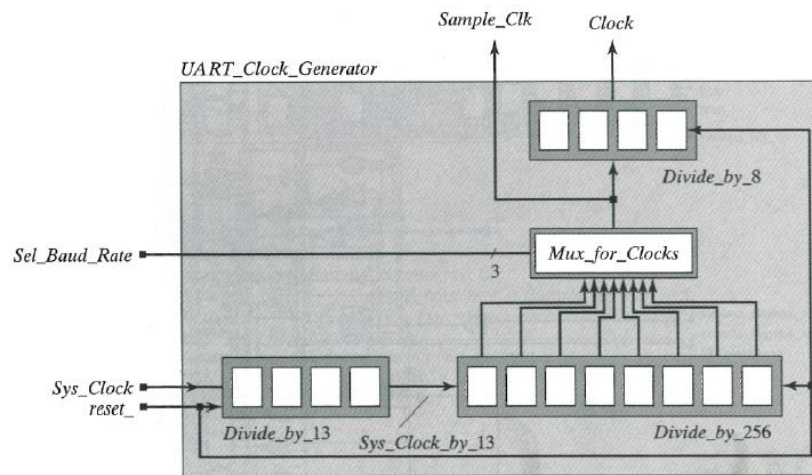 Sample_Clk
Clock
UART_Clock_Generator
Divide_by_8
Sel_Baud_Rate
3
Mux_for_Clocks
Sys_Clock
reset_
Divide_by_13
Sys_Clock_by_13
Divide_by_256